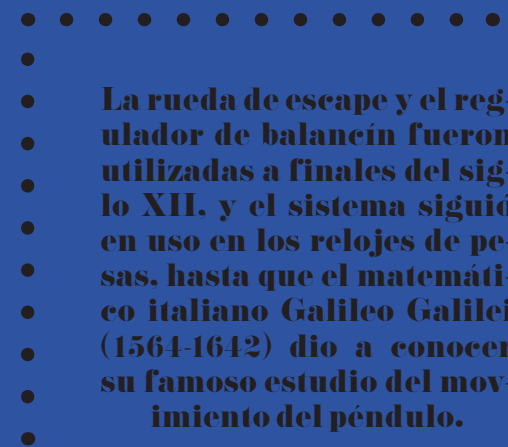 La rueda de escape y el reg-
ulador de balancín fueron
utilizadas a finales del sig-
lo XII, y el sistema siguió
en uso en los relojes de pe-
sas, hasta que el matemáti-
co italiano Galileo Galilei
(1564-1642) dio a conocer
su famoso estudio del mov-
imiento del péndulo.